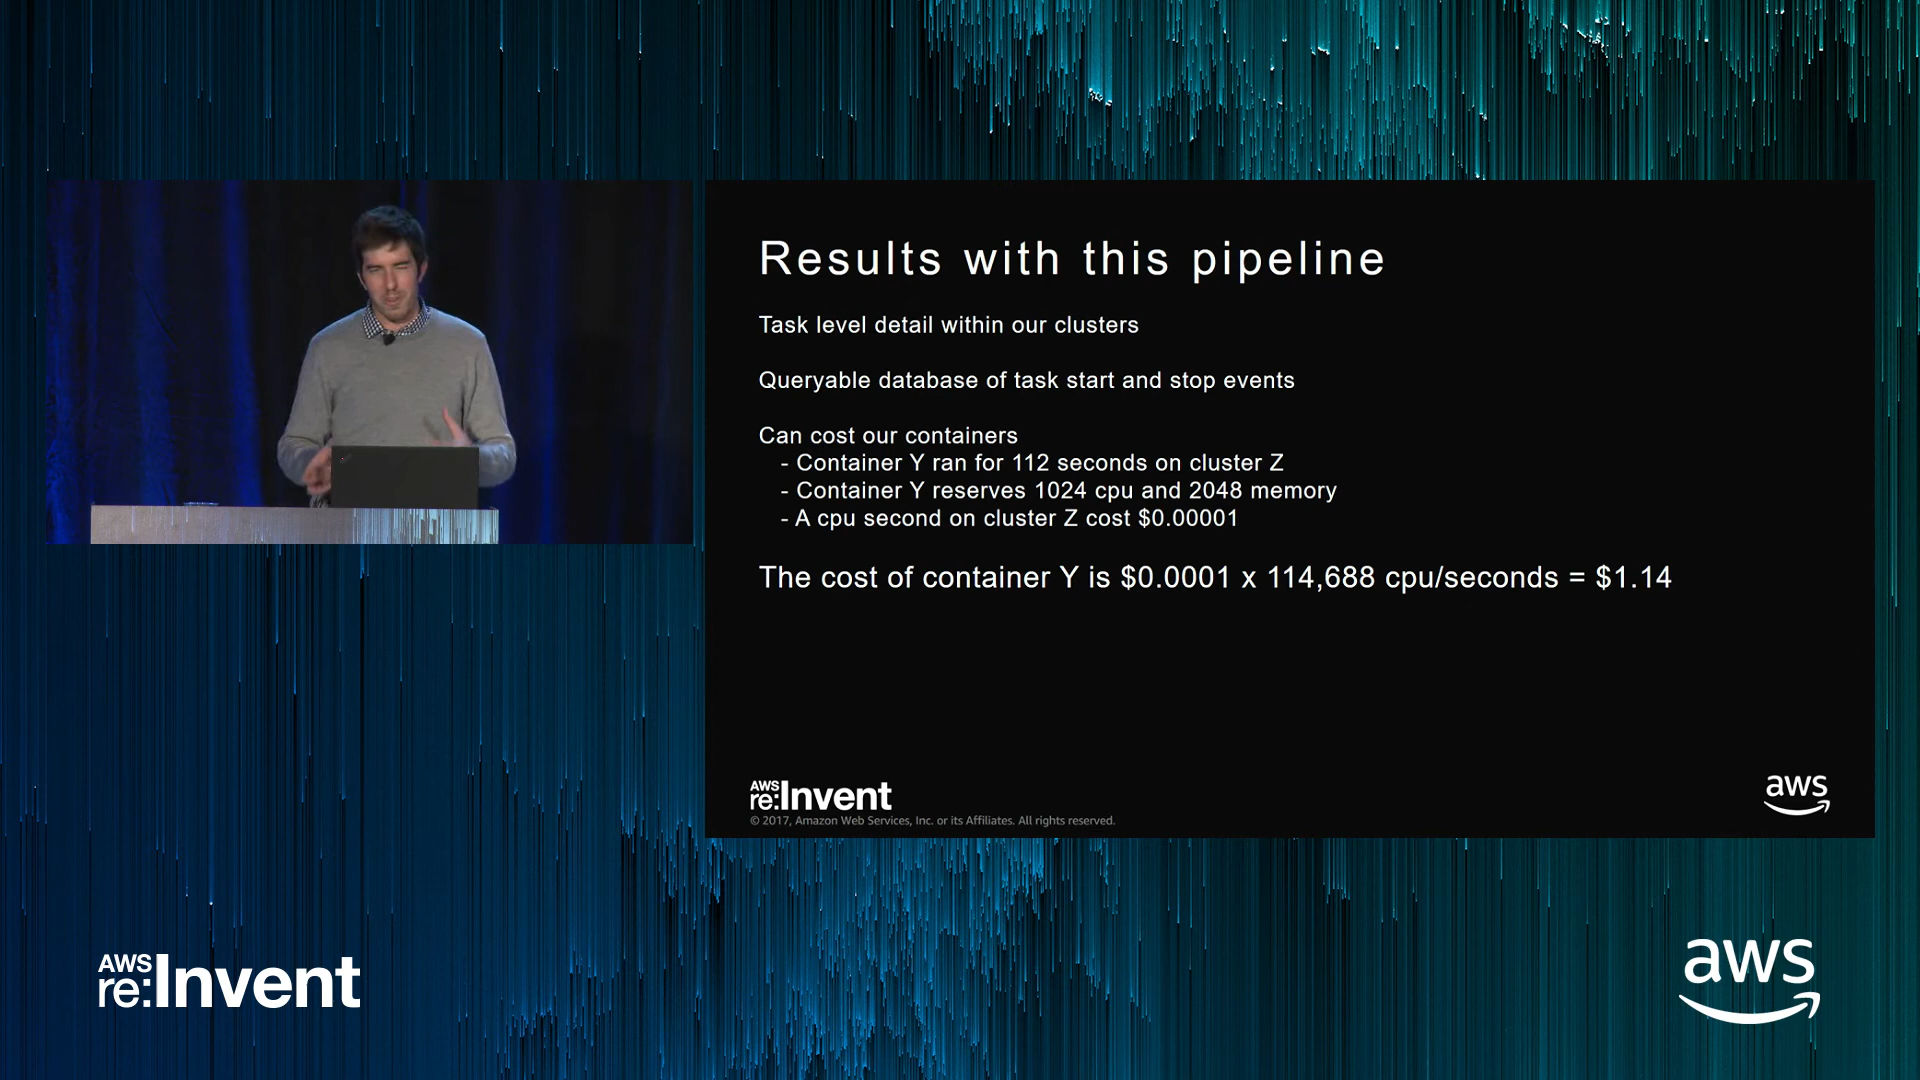 Results with this pipeline
Task level detail within our clusters
Queryable database of task start and stop events
Can cost our containers
- Container Y ran for 112 seconds on cluster Z
- Container Y reserves 1024 cpu and 2048 memory
- A cpu second on cluster Z cost $0.00001
The cost of container Y is $0.0001 x 114,688 cpu/seconds = $1.14
AWS
re:Invent
© 2017, Amazon Web Services, Inc. or its Affiliates. All rights reserved.
aws
AWS
re:Invent
aws